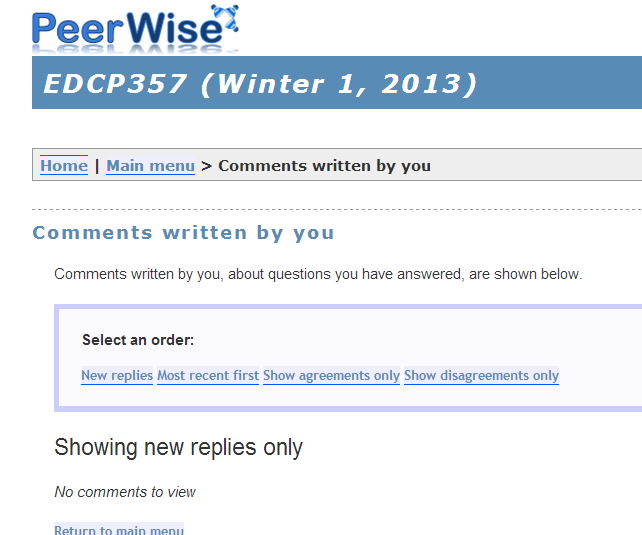 PeerWise
EDCP357 (Winter 1, 2013)
Home | Main menu > Comments written by you
Comments written by you
Comments written by you, about questions you have answered, are shown below.
Select an order:
New replies Most recent first Show agreements only Show disagreements only
Showing new replies only
No comments to view
Return to main menu